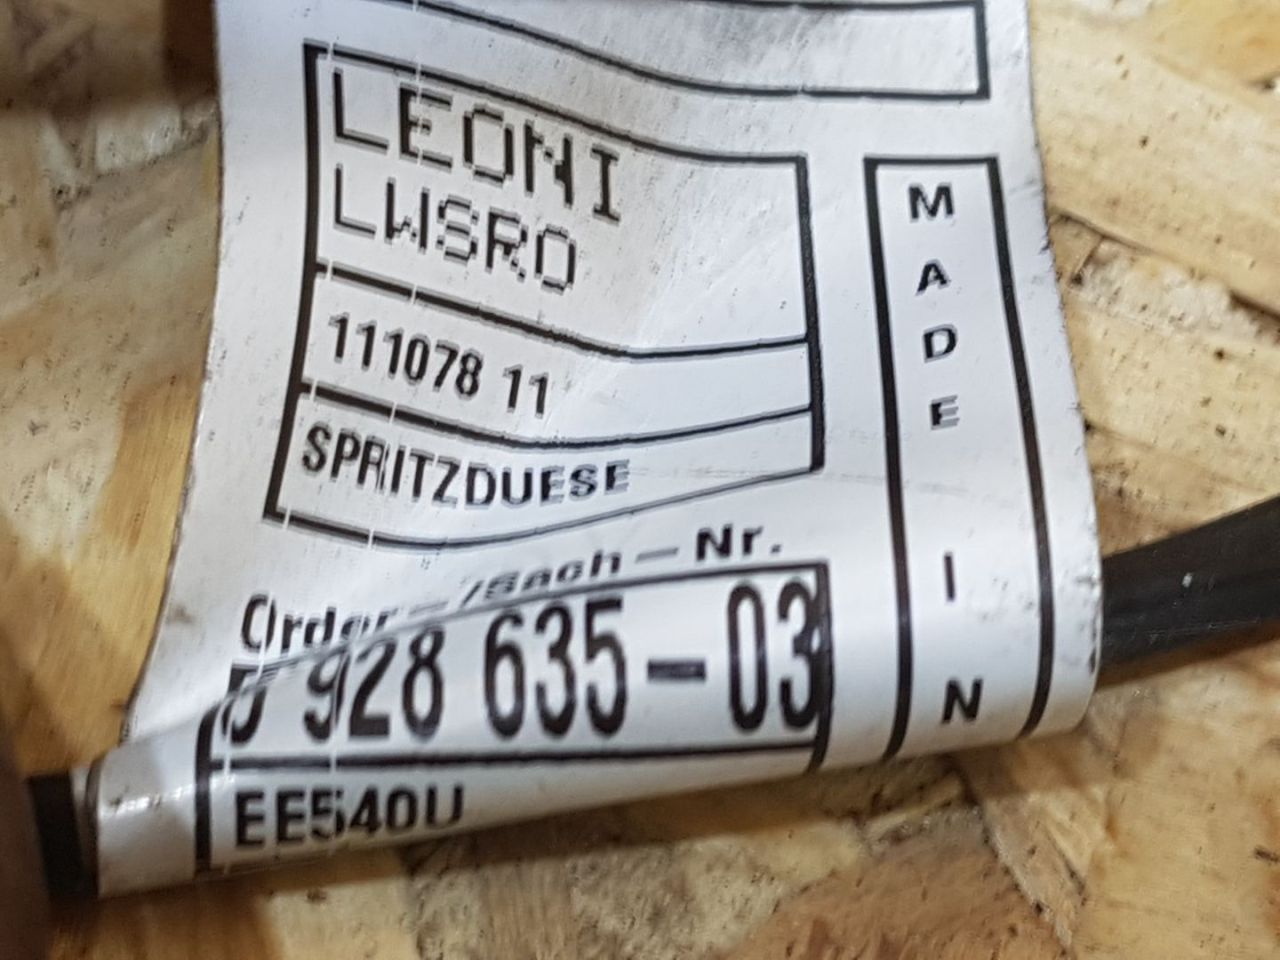 LEONI
LWSRO
111078 11
SPRITZDUESE
Order-/Sach-Nr.
928 635-03
EE540U
MADE IN